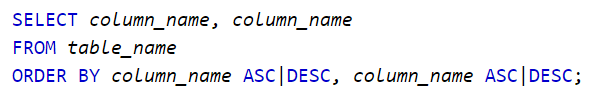 SELECT column_name, column_name
FROM table_name
ORDER BY column_name ASC|DESC, column_name ASC|DESC;